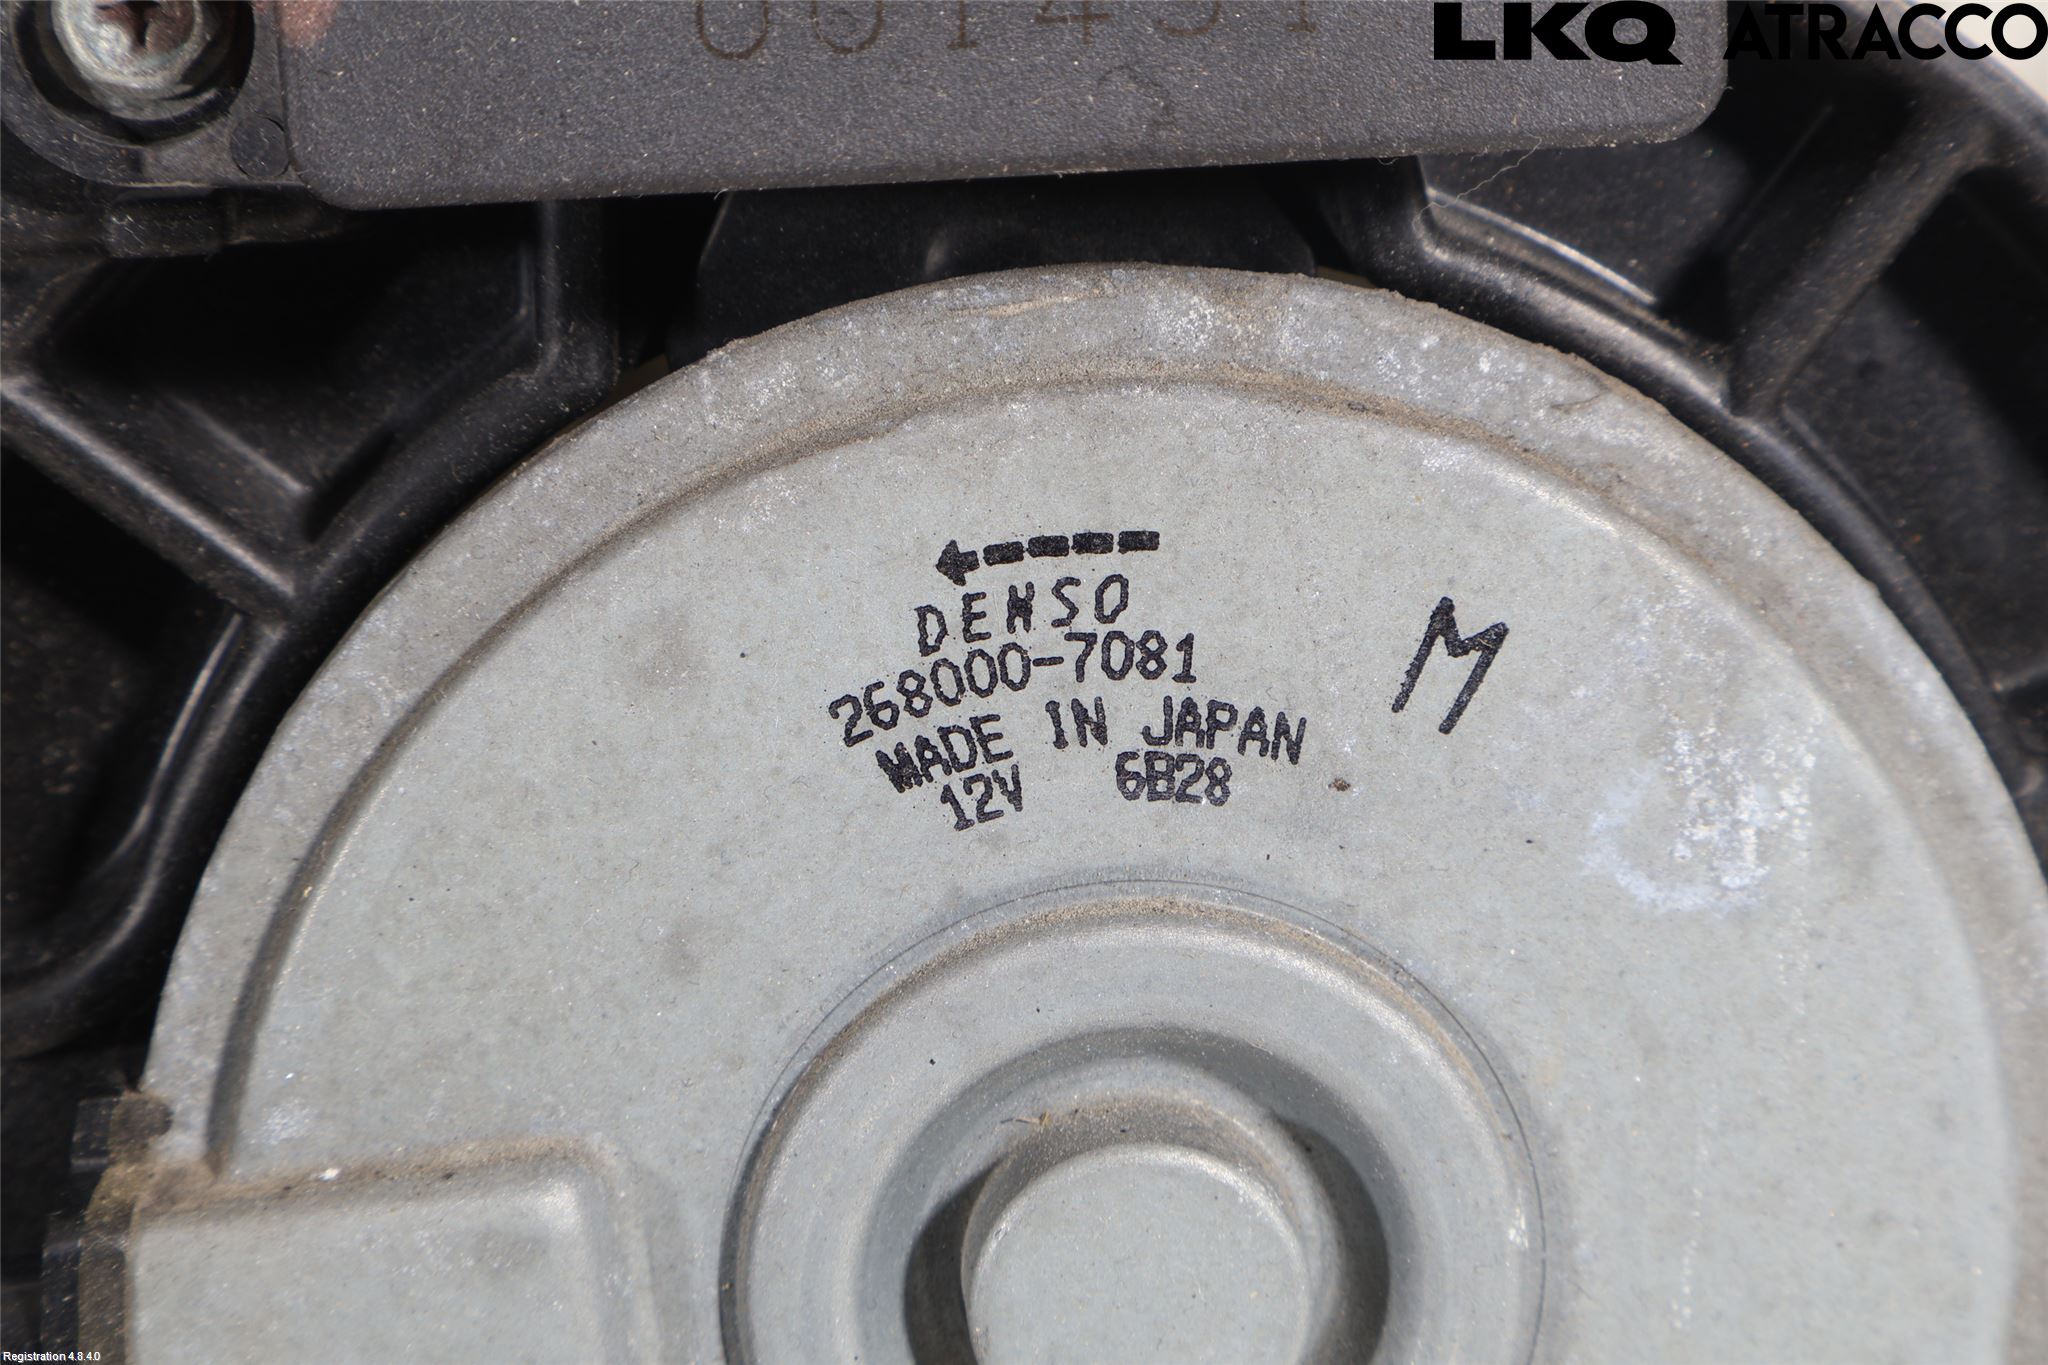 LKQ ATRACCO
DENSO
268000-7081
M
MADE IN JAPAN
12V 6B28
Registration 4.8.4.0